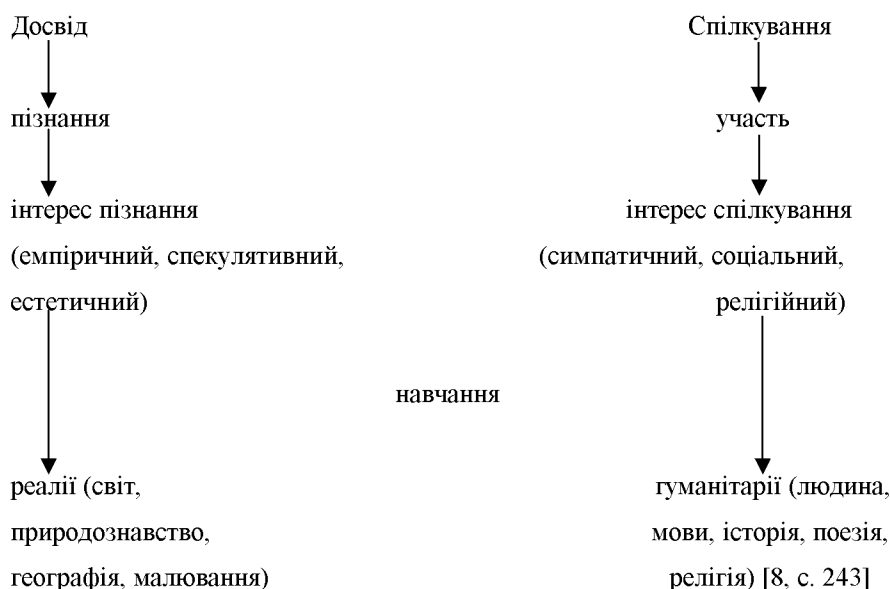 Досвід
Спілкування
пізнання
участь
інтерес пізнання
(емпіричний, спекулятивний,
естетичний)
інтерес спілкування
(симпатичний, соціальний,
релігійний)
навчання
реалії (світ,
природознавство,
географія, малювання)
гуманітарії (людина,
мови, історія, поезія,
релігія) [8, с. 243]